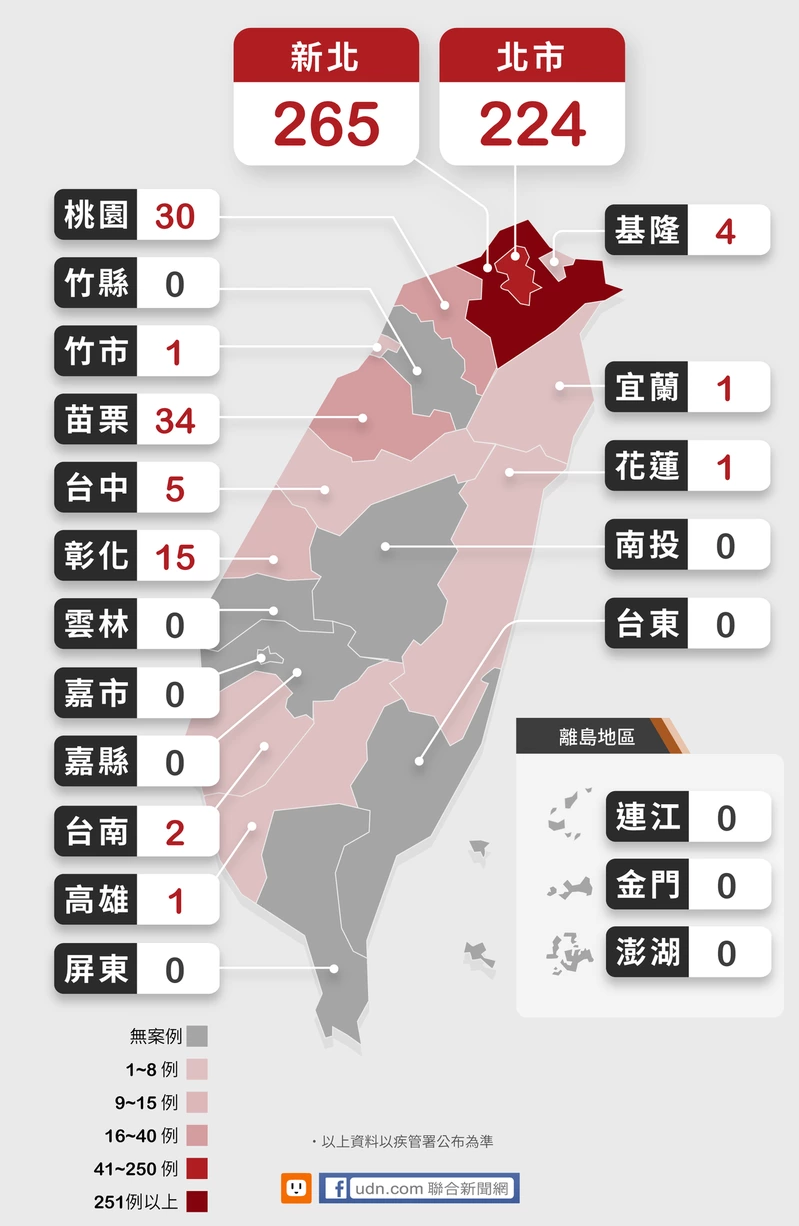 新北
265
北市
224
桃園 30
竹縣 0
竹市 1
苗栗 34
台中 5
彰化 15
雲林 0
嘉市 0
嘉縣 0
台南 2
高雄 1
屏東 0
基隆 4
宜蘭 1
花蓮 1
南投 0
台東 0
離島地區
連江 0
金門 0
澎湖 0
無案例
1~8 例
9~15 例
16~40 例
41~250 例
251例以上
・以上資料以疾管署公布為準
f udn.com 聯合新聞網